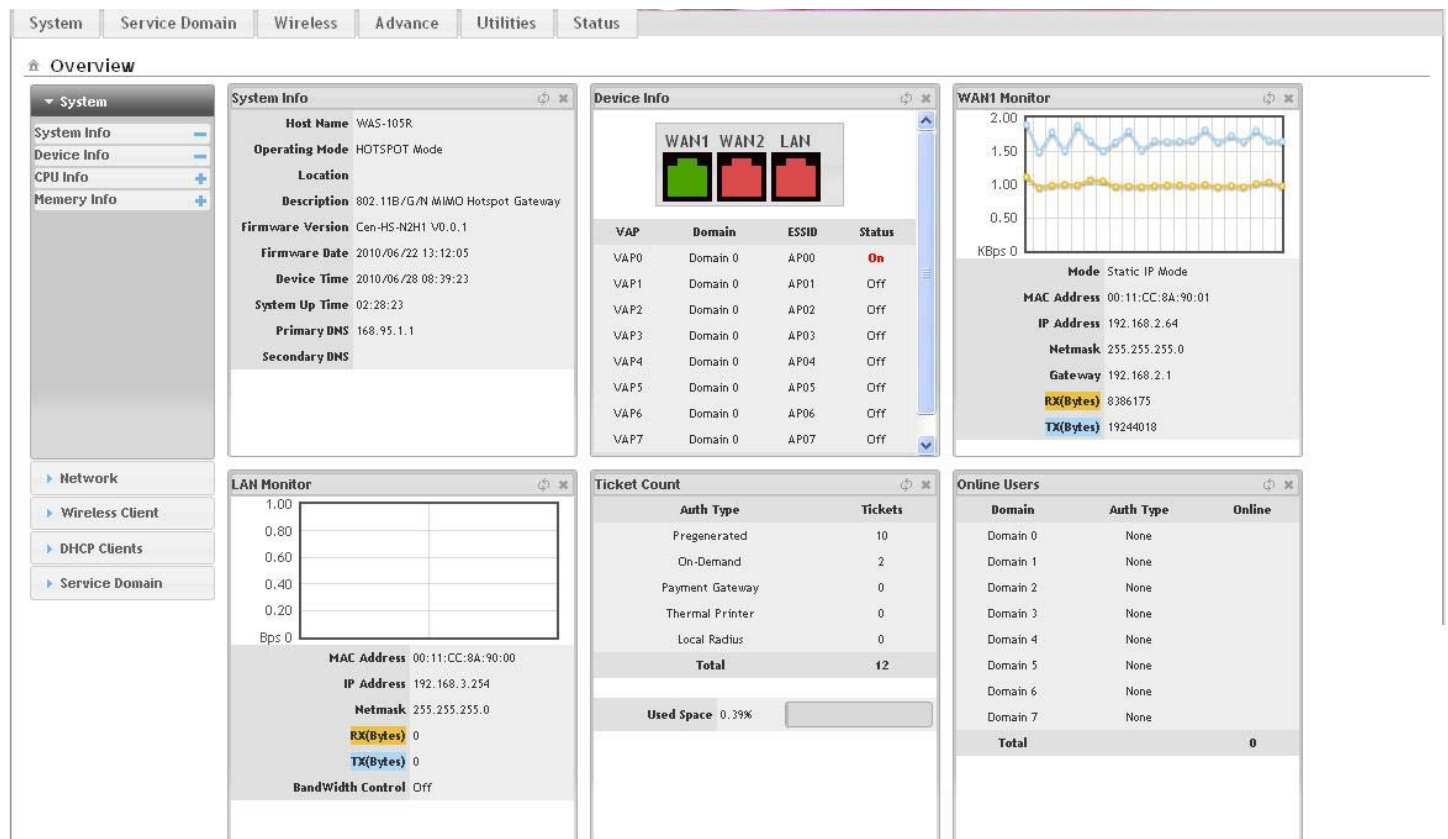 System Service Domain Wireless Advance Utilities Status
Overview
System
System Info
Device Info
CPU Info
Memery Info
Network
Wireless Client
DHCP Clients
Service Domain
System Info
Host Name WAS-105R
Operating Mode HOTSPOT Mode
Location
Description 802.11B/G/N MIMO Hotspot Gateway
Firmware Version Cen-HS-N2H1 V0.0.1
Firmware Date 2010/06/22 13:12:05
Device Time 2010/06/28 08:39:23
System Up Time 02:28:23
Primary DNS 168.95.1.1
Secondary DNS
Device Info
WAN1 WAN2 LAN
VAP Domain ESSID Status
VAP0 Domain 0 AP00 On
VAP1 Domain 0 AP01 Off
VAP2 Domain 0 AP02 Off
VAP3 Domain 0 AP03 Off
VAP4 Domain 0 AP04 Off
VAP5 Domain 0 AP05 Off
VAP6 Domain 0 AP06 Off
VAP7 Domain 0 AP07 Off
WAN1 Monitor
2.00
1.50
1.00
0.50
KBps 0
Mode Static IP Mode
MAC Address 00:11:CC:8A:90:01
IP Address 192.168.2.64
Netmask 255.255.255.0
Gateway 192.168.2.1
RX(Bytes) 8386175
TX(Bytes) 19244018
LAN Monitor
1.00
0.80
0.60
0.40
0.20
Bps 0
MAC Address 00:11:CC:8A:90:00
IP Address 192.168.3.254
Netmask 255.255.255.0
RX(Bytes) 0
TX(Bytes) 0
BandWidth Control Off
Ticket Count
Auth Type Tickets
Pregenerated 10
On-Demand 2
Payment Gateway 0
Thermal Printer 0
Local Radius 0
Total 12
Used Space 0.39%
Online Users
Domain Auth Type Online
Domain 0 None
Domain 1 None
Domain 2 None
Domain 3 None
Domain 4 None
Domain 5 None
Domain 6 None
Domain 7 None
Total 0